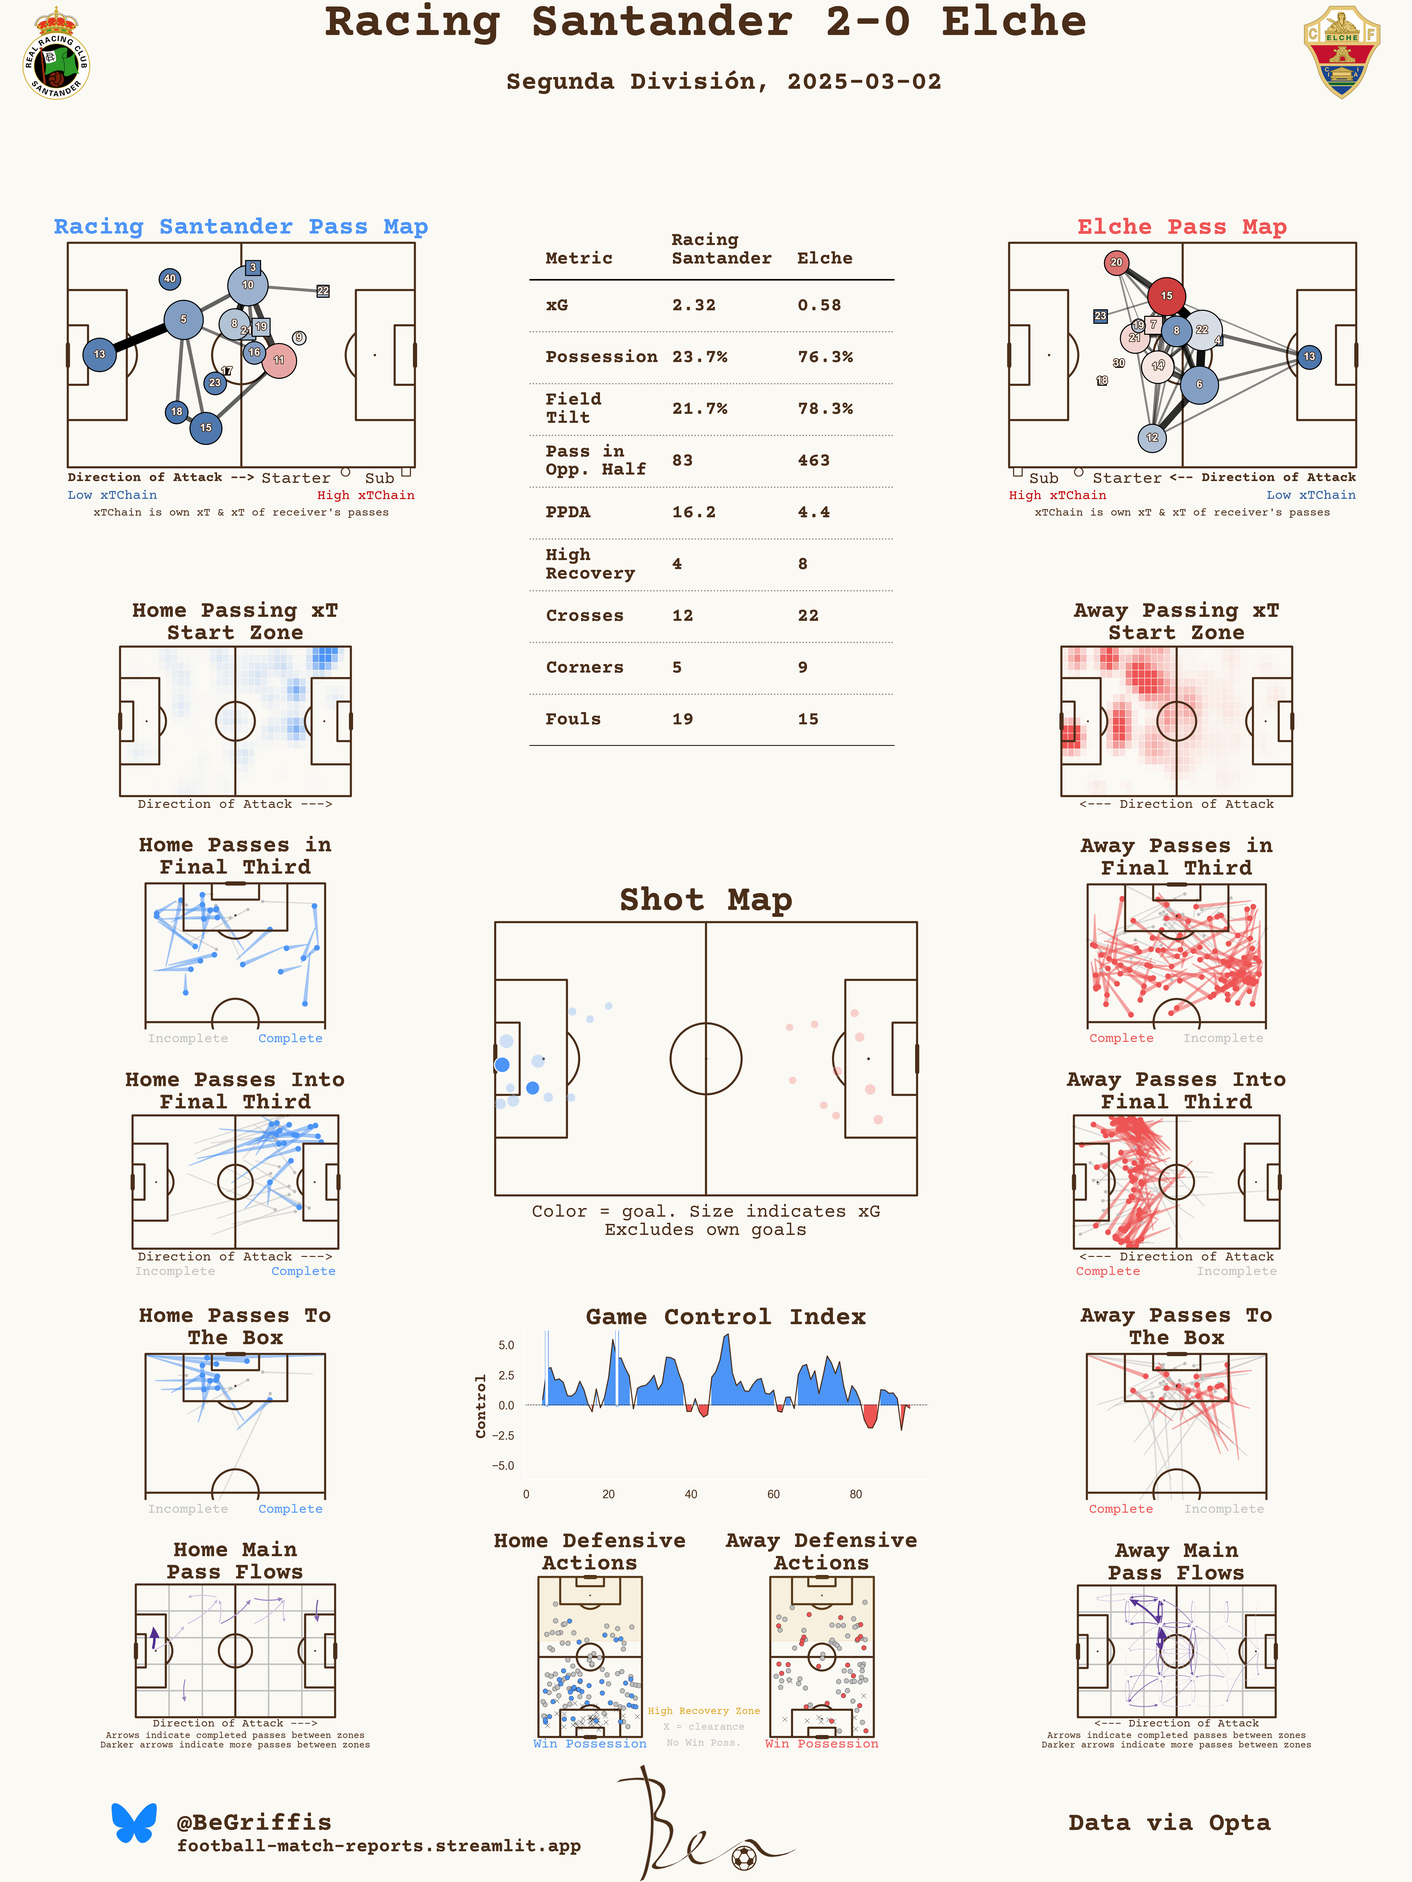 Racing Santander 2-0 Elche
Segunda División, 2025-03-02
REAL RACING CLUB
SANTANDER
C F
ELCHE
Racing Santander Pass Map
3
40
10
22
5
8
21
19
9
13
16
11
17
23
18
15
Direction of Attack --> Starter Sub
Low xTChain High xTChain
xTChain is own xT & xT of receiver's passes
Metric Racing Santander Elche
xG 2.32 0.58
Possession 23.7% 76.3%
Field Tilt 21.7% 78.3%
Pass in Opp. Half 83 463
PPDA 16.2 4.4
High Recovery 4 8
Crosses 12 22
Corners 5 9
Fouls 19 15
Elche Pass Map
20
15
23
19
7
8
22
21
4
13
30
14
18
6
12
Sub Starter <-- Direction of Attack
High xTChain Low xTChain
xTChain is own xT & xT of receiver's passes
Home Passing xT
Start Zone
Direction of Attack --->
Away Passing xT
Start Zone
<--- Direction of Attack
Home Passes in
Final Third
Incomplete Complete
Away Passes in
Final Third
Complete Incomplete
Shot Map
Color = goal. Size indicates xG
Excludes own goals
Home Passes Into
Final Third
Direction of Attack --->
Incomplete Complete
Away Passes Into
Final Third
<--- Direction of Attack
Complete Incomplete
Game Control Index
Control
5.0
2.5
0.0
−2.5
−5.0
0 20 40 60 80
Home Passes To
The Box
Incomplete Complete
Away Passes To
The Box
Complete Incomplete
Home Main
Pass Flows
Direction of Attack --->
Arrows indicate completed passes between zones
Darker arrows indicate more passes between zones
Home Defensive
Actions
Win Possession
High Recovery Zone
X = clearance
No Win Poss.
Away Defensive
Actions
Win Possession
Away Main
Pass Flows
<--- Direction of Attack
Arrows indicate completed passes between zones
Darker arrows indicate more passes between zones
@BeGriffis
football-match-reports.streamlit.app
Ben
Data via Opta